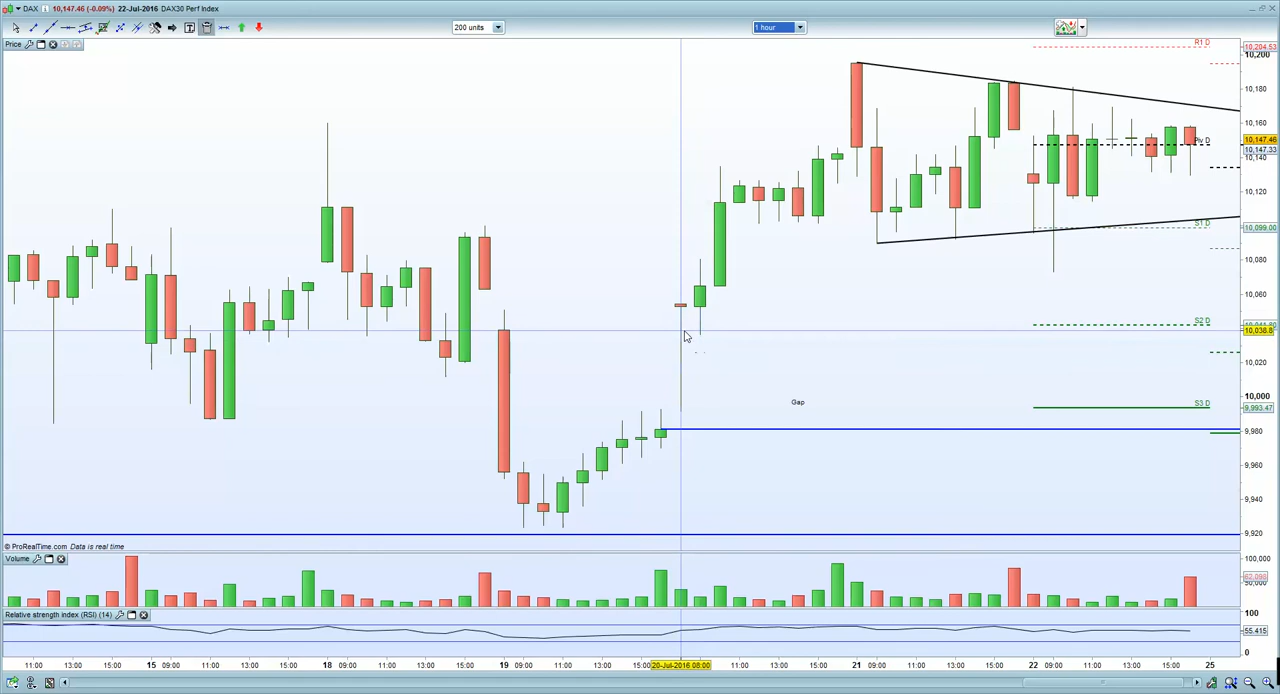 DAX 10,147.46 (-0.09%) 22-Jul-2016 DAX30 Perf Index
200 units 1 hour
Price
R1 D
10,204.53
10,200
10,180
10,160
10,147.46
Piv D
10,147.33
10,140
10,120
10,100
S1 D
10,099.00
10,080
10,060
S2 D
10,038.8
10,020
Gap
10,000
S3 D
9,993.47
9,980
9,960
9,940
9,920
© ProRealTime.com Data is real time
Volume
100,000
62,098
Relative strength index (RSI) (14)
100
55.415
0
11:00 13:00 15:00 15 09:00 11:00 13:00 15:00 18 09:00 11:00 13:00 15:00 19 11:00 13:00 15:00 20-Jul-2016 08:00 11:00 13:00 15:00 21 09:00 11:00 13:00 15:00 22 09:00 11:00 13:00 15:00 25